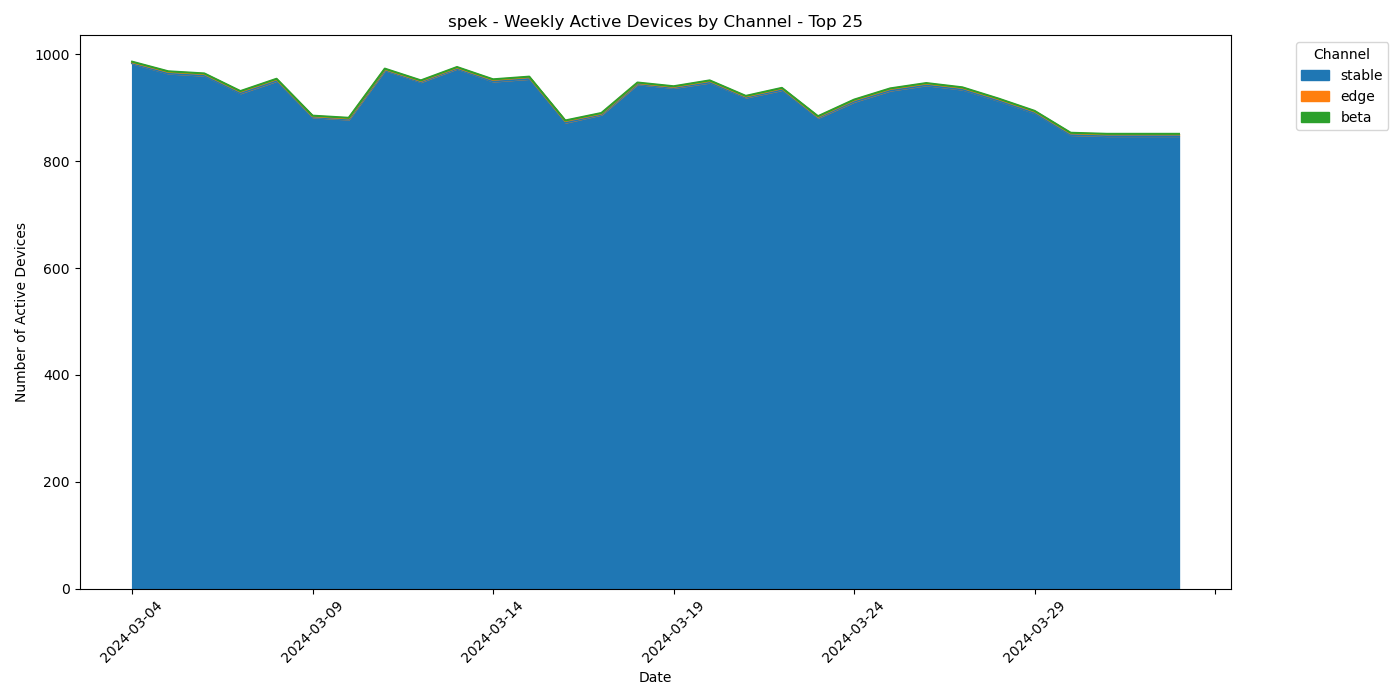 spek - Weekly Active Devices by Channel - Top 25
Channel
stable
edge
beta
Number of Active Devices
1000
800
600
400
200
0
2024-03-04
2024-03-09
2024-03-14
2024-03-19
2024-03-24
2024-03-29
Date